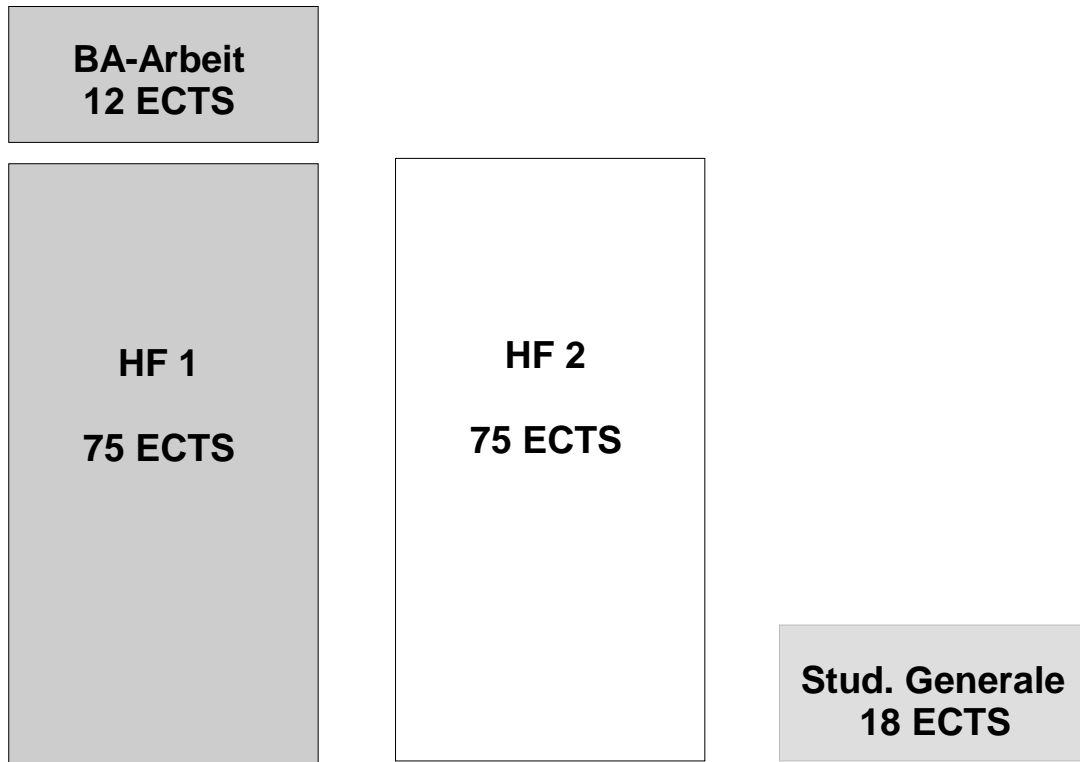 BA-Arbeit
12 ECTS
HF 1
75 ECTS
HF 2
75 ECTS
Stud. Generale
18 ECTS